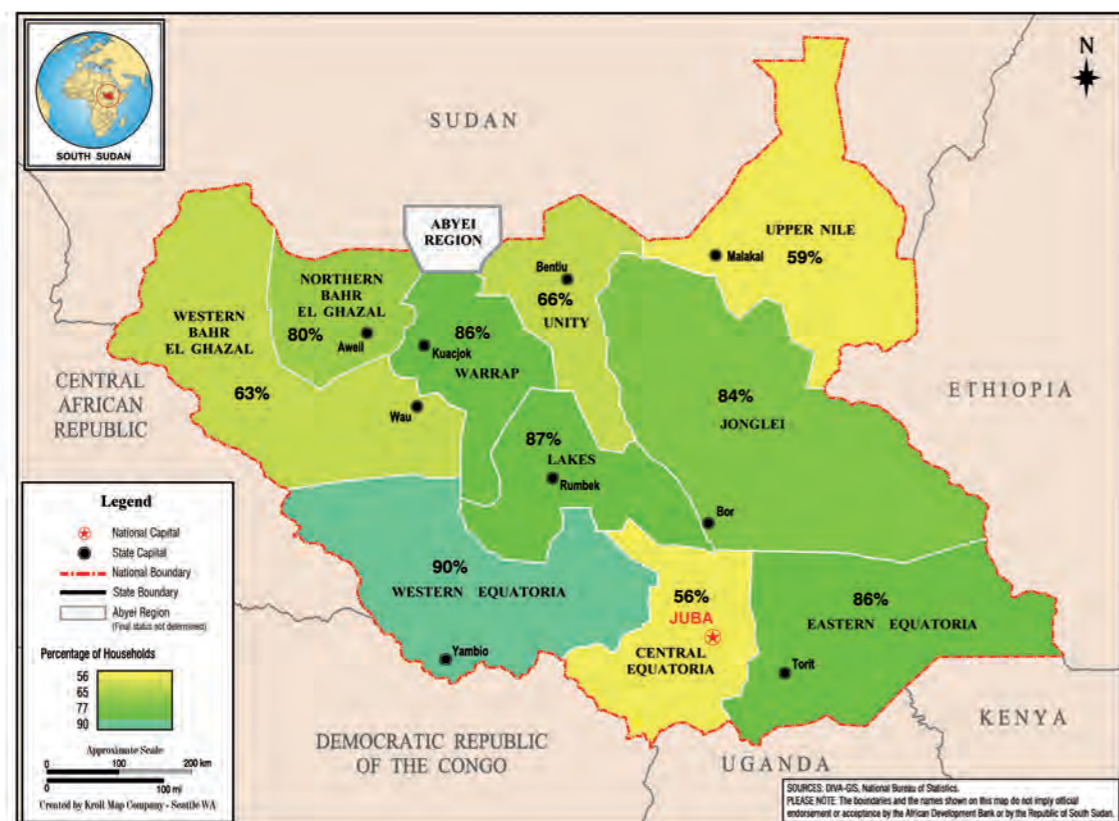 SOUTH SUDAN
N
SUDAN
ABYEI
REGION
UPPER NILE
59%
Malakal
Bentiu
66%
UNITY
NORTHERN
BAHR
EL GHAZAL
80%
Aweil
WESTERN
BAHR
EL GHAZAL
63%
86%
Kuacjok
WARRAP
Wau
84%
JONGLEI
ETHIOPIA
CENTRAL
AFRICAN
REPUBLIC
87%
LAKES
Rumbek
Bor
90%
WESTERN EQUATORIA
Yambio
56%
JUBA
CENTRAL
EQUATORIA
86%
EASTERN EQUATORIA
Torit
KENYA
UGANDA
DEMOCRATIC REPUBLIC
OF THE CONGO
Legend
National Capital
State Capital
National Boundary
State Boundary
Abyei Region
(Final status not determined)
Percentage of Households
56
65
77
90
Approximate Scale
0 100 200 km
0 100 mi
Created by Kroll Map Company - Seattle WA
SOURCES: DIVA-GIS, National Bureau of Statistics.
PLEASE NOTE: The boundaries and the names shown on this map do not imply official
endorsement or acceptance by the African Development Bank or by the Republic of South Sudan.